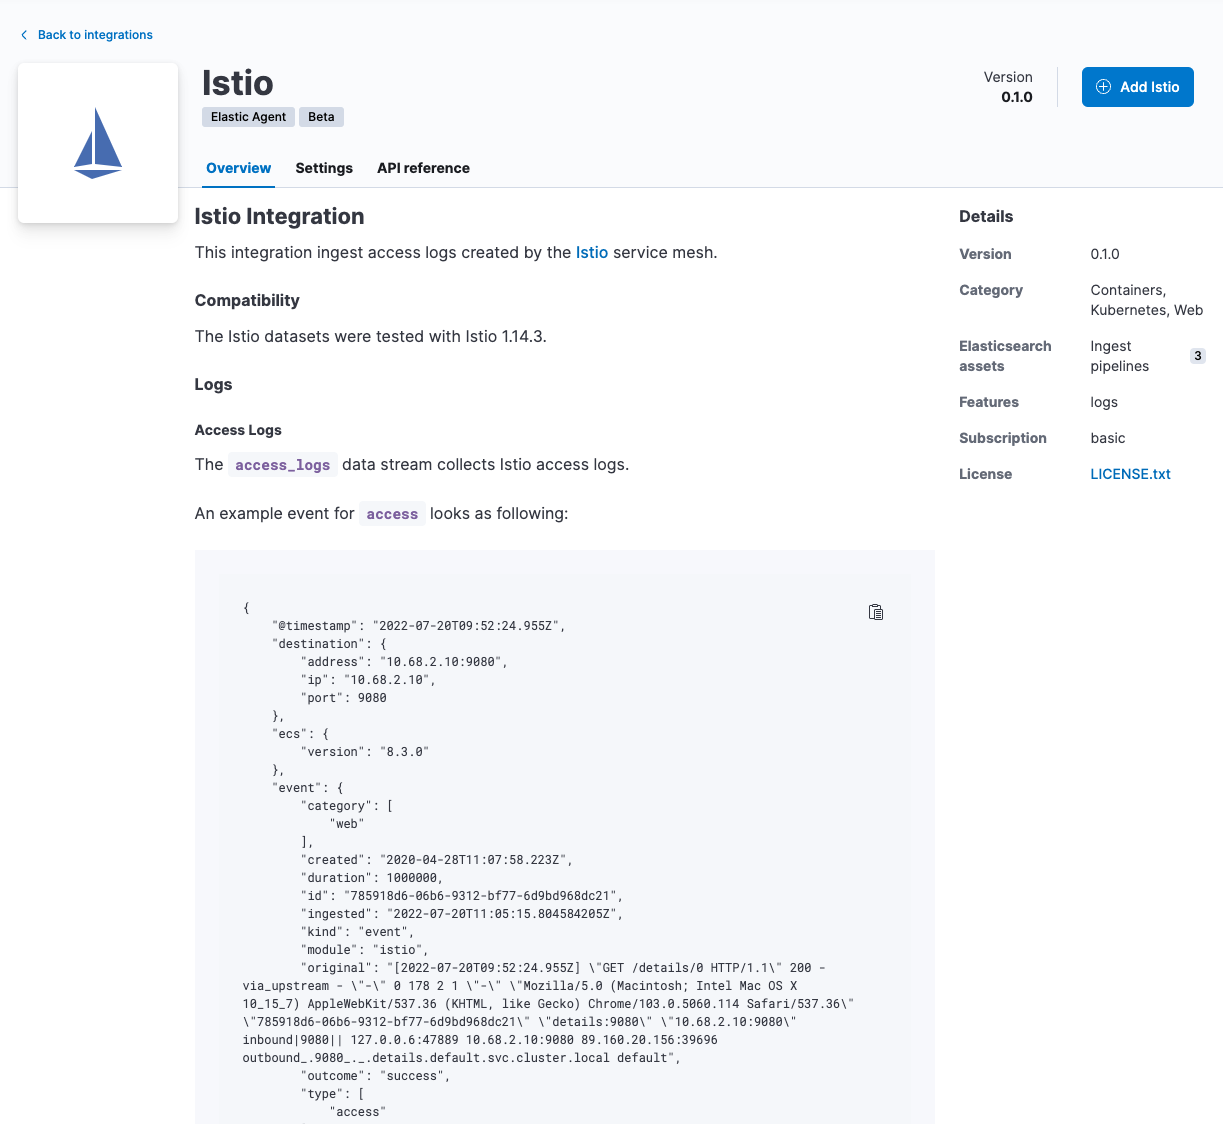 Back to integrations
Istio
Elastic Agent
Beta
Version
0.1.0
Add Istio
Overview
Settings
API reference
Istio Integration
This integration ingest access logs created by the Istio service mesh.
Compatibility
The Istio datasets were tested with Istio 1.14.3.
Logs
Access Logs
The access_logs data stream collects Istio access logs.
An example event for access looks as following:
{
    "@timestamp": "2022-07-20T09:52:24.955Z",
    "destination": {
        "address": "10.68.2.10:9080",
        "ip": "10.68.2.10",
        "port": 9080
    },
    "ecs": {
        "version": "8.3.0"
    },
    "event": {
        "category": [
            "web"
        ],
        "created": "2020-04-28T11:07:58.223Z",
        "duration": 1000000,
        "id": "785918d6-06b6-9312-bf77-6d9bd968dc21",
        "ingested": "2022-07-20T11:05:15.804584205Z",
        "kind": "event",
        "module": "istio",
        "original": "[2022-07-20T09:52:24.955Z] \"GET /details/0 HTTP/1.1\" 200 -
via_upstream - \"-\" 0 178 2 1 \"-\" \"Mozilla/5.0 (Macintosh; Intel Mac OS X
10_15_7) AppleWebKit/537.36 (KHTML, like Gecko) Chrome/103.0.5060.114 Safari/537.36\"
\"785918d6-06b6-9312-bf77-6d9bd968dc21\" \"details:9080\" \"10.68.2.10:9080\"
inbound|9080|| 127.0.0.6:47889 10.68.2.10:9080 89.160.20.156:39696
outbound_.9080_._.details.default.svc.cluster.local default",
        "outcome": "success",
        "type": [
            "access"
Details
Version 0.1.0
Category Containers,
Kubernetes, Web
Elasticsearch Ingest
assets pipelines 3
Features logs
Subscription basic
License LICENSE.txt